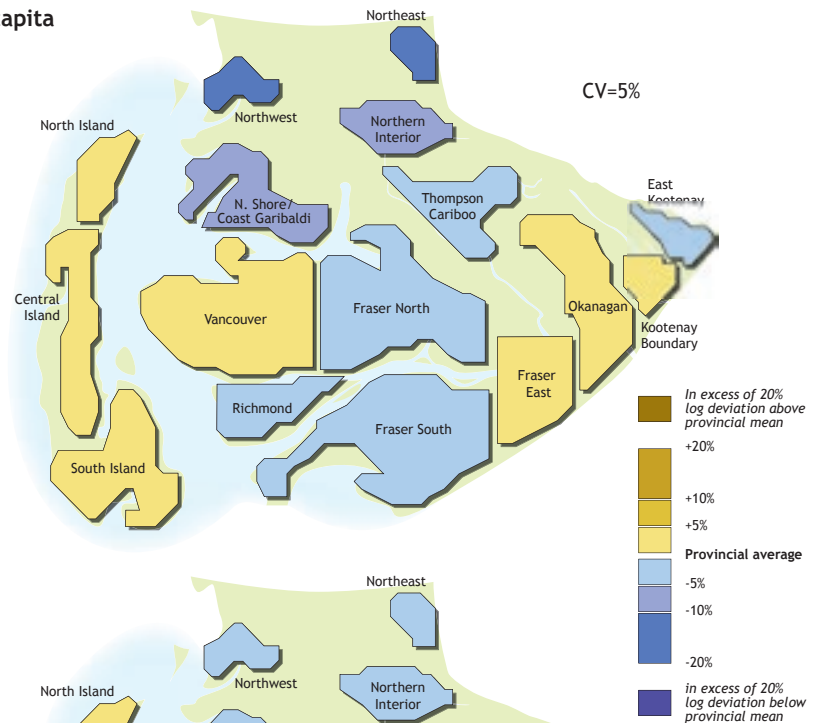 apita
Northeast
CV=5%
Northwest
North Island
Northern
Interior
East
Kootenay
N. Shore/
Coast Garibaldi
Thompson
Cariboo
Central
Island
Vancouver
Fraser North
Okanagan
Kootenay
Boundary
Fraser
East
Richmond
Fraser South
South Island
In excess of 20%
log deviation above
provincial mean
+20%
+10%
+5%
Provincial average
-5%
-10%
-20%
in excess of 20%
log deviation below
provincial mean
Northeast
Northwest
North Island
Northern
Interior